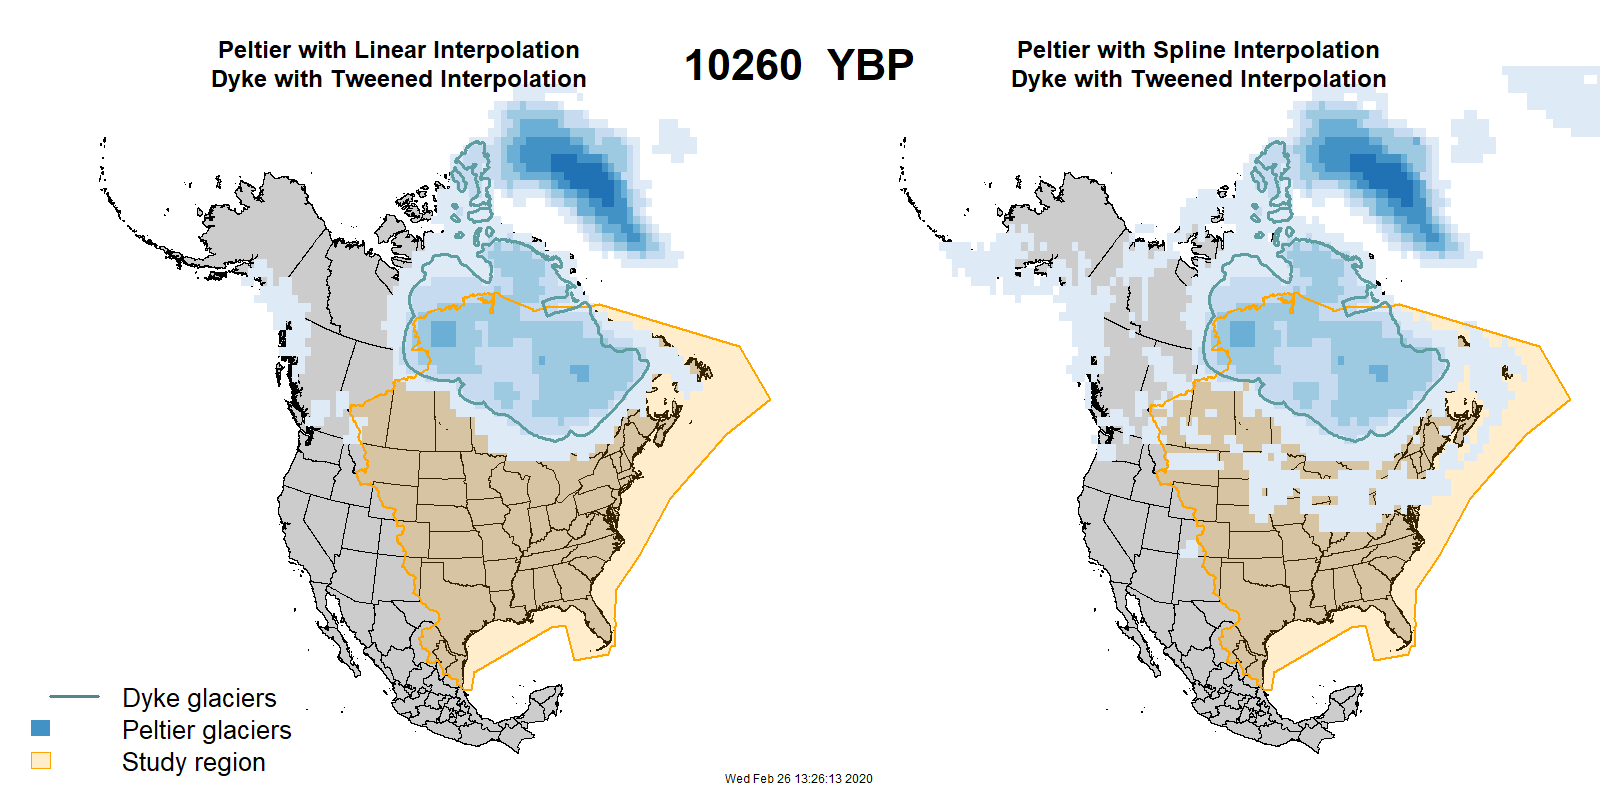 Peltier with Linear Interpolation
Dyke with Tweened Interpolation
10260 YBP
Peltier with Spline Interpolation
Dyke with Tweened Interpolation
Dyke glaciers
Peltier glaciers
Study region
Wed Feb 26 13:26:13 2020